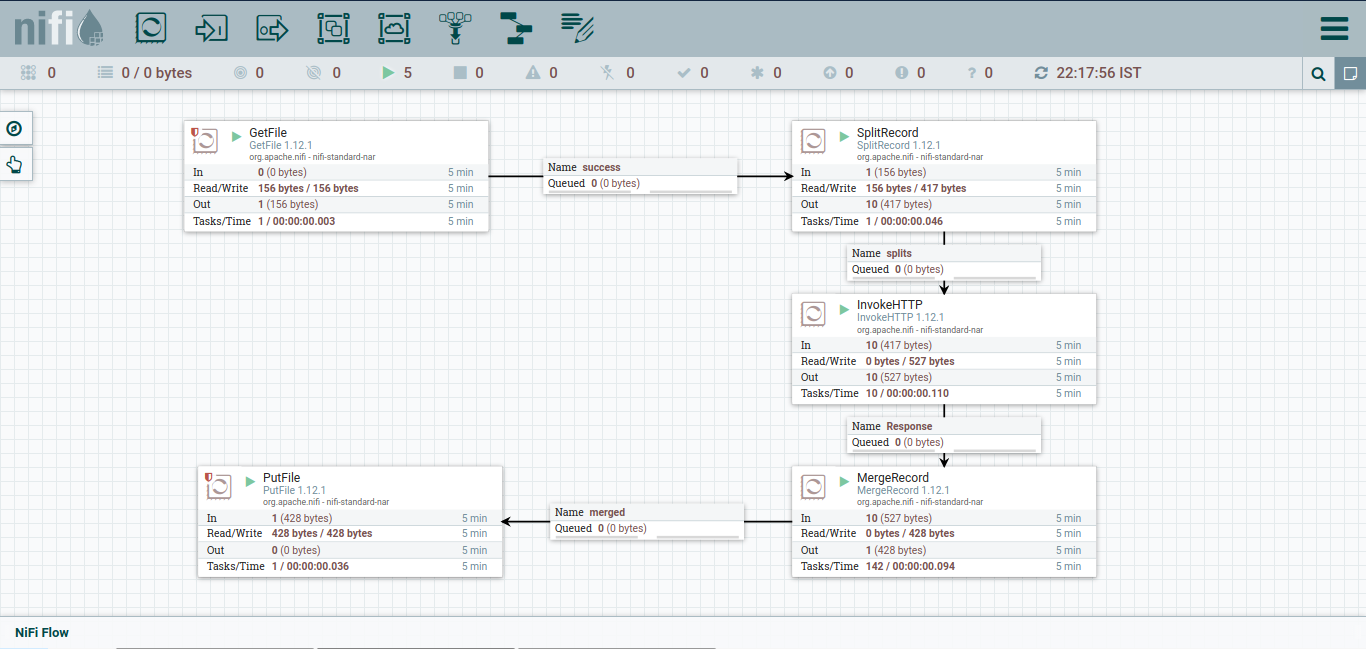 nifi
0 0 / 0 bytes 0 0 5 0 0 0 0 0 0 0 ? 0 22:17:56 IST
GetFile
GetFile 1.12.1
org.apache.nifi - nifi-standard-nar
In 0 (0 bytes) 5 min
Read/Write 156 bytes / 156 bytes 5 min
Out 1 (156 bytes) 5 min
Tasks/Time 1 / 00:00:00.003 5 min
Name success
Queued 0 (0 bytes)
SplitRecord
SplitRecord 1.12.1
org.apache.nifi - nifi-standard-nar
In 1 (156 bytes) 5 min
Read/Write 156 bytes / 417 bytes 5 min
Out 10 (417 bytes) 5 min
Tasks/Time 1 / 00:00:00.046 5 min
Name splits
Queued 0 (0 bytes)
InvokeHTTP
InvokeHTTP 1.12.1
org.apache.nifi - nifi-standard-nar
In 10 (417 bytes) 5 min
Read/Write 0 bytes / 527 bytes 5 min
Out 10 (527 bytes) 5 min
Tasks/Time 10 / 00:00:00.110 5 min
Name Response
Queued 0 (0 bytes)
MergeRecord
MergeRecord 1.12.1
org.apache.nifi - nifi-standard-nar
In 10 (527 bytes) 5 min
Read/Write 0 bytes / 428 bytes 5 min
Out 1 (428 bytes) 5 min
Tasks/Time 142 / 00:00:00.094 5 min
Name merged
Queued 0 (0 bytes)
PutFile
PutFile 1.12.1
org.apache.nifi - nifi-standard-nar
In 1 (428 bytes) 5 min
Read/Write 428 bytes / 428 bytes 5 min
Out 0 (0 bytes) 5 min
Tasks/Time 1 / 00:00:00.036 5 min
NiFi Flow